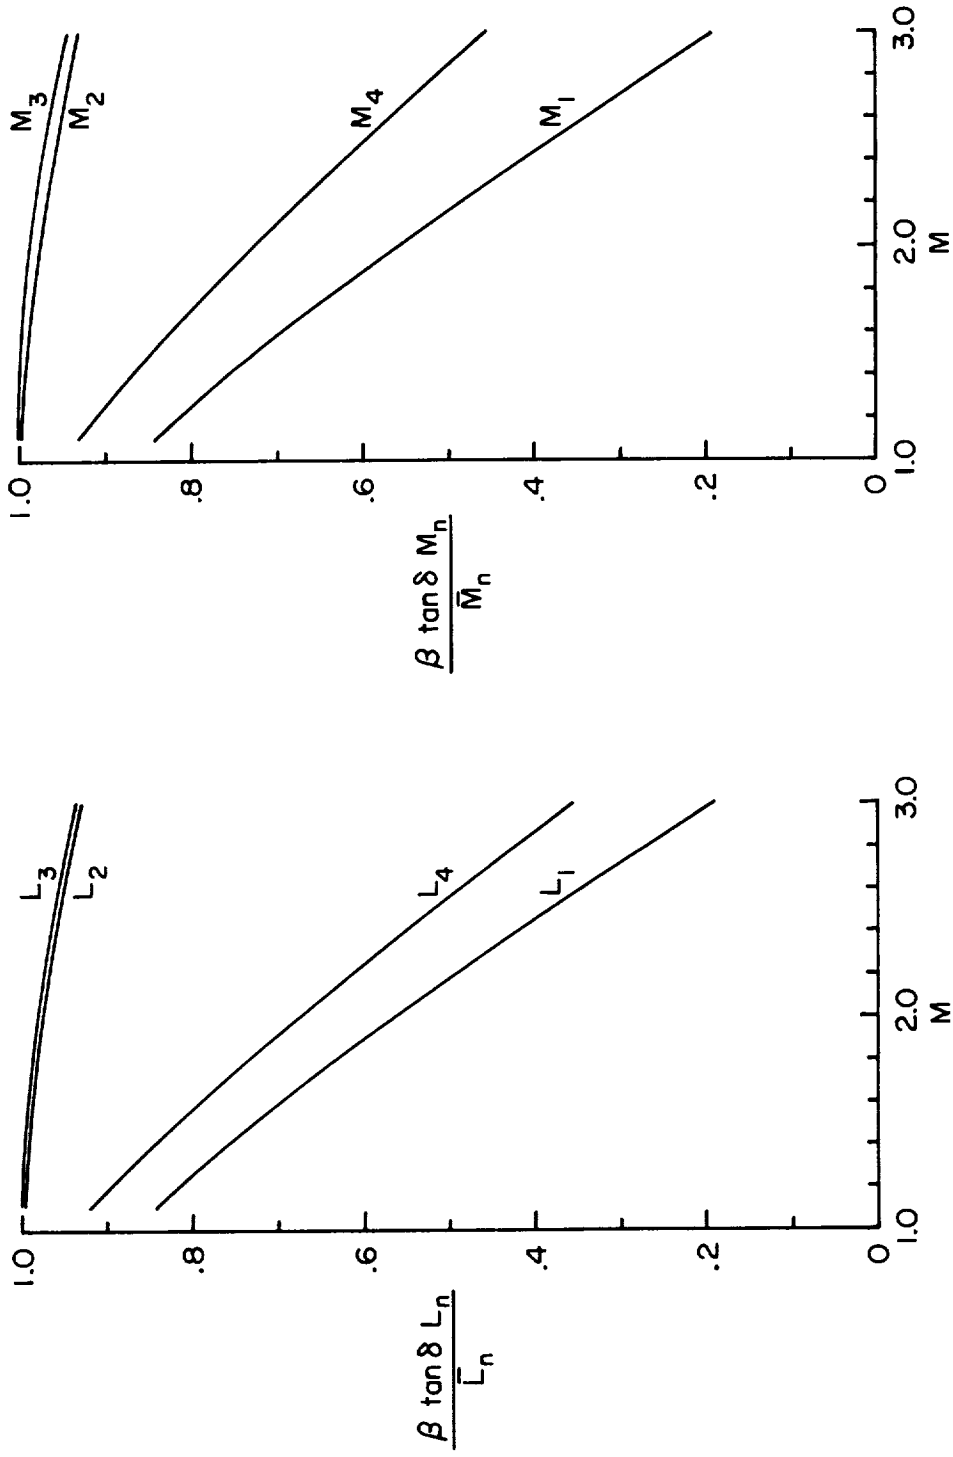 β tan δ Lₙ
L̄ₙ
1.0
.8
.6
.4
.2
0
L₃
L₂
L₄
L₁
1.0
2.0
3.0
M
β tan δ Mₙ
M̄ₙ
1.0
.8
.6
.4
.2
0
M₃
M₂
M₄
M₁
1.0
2.0
3.0
M